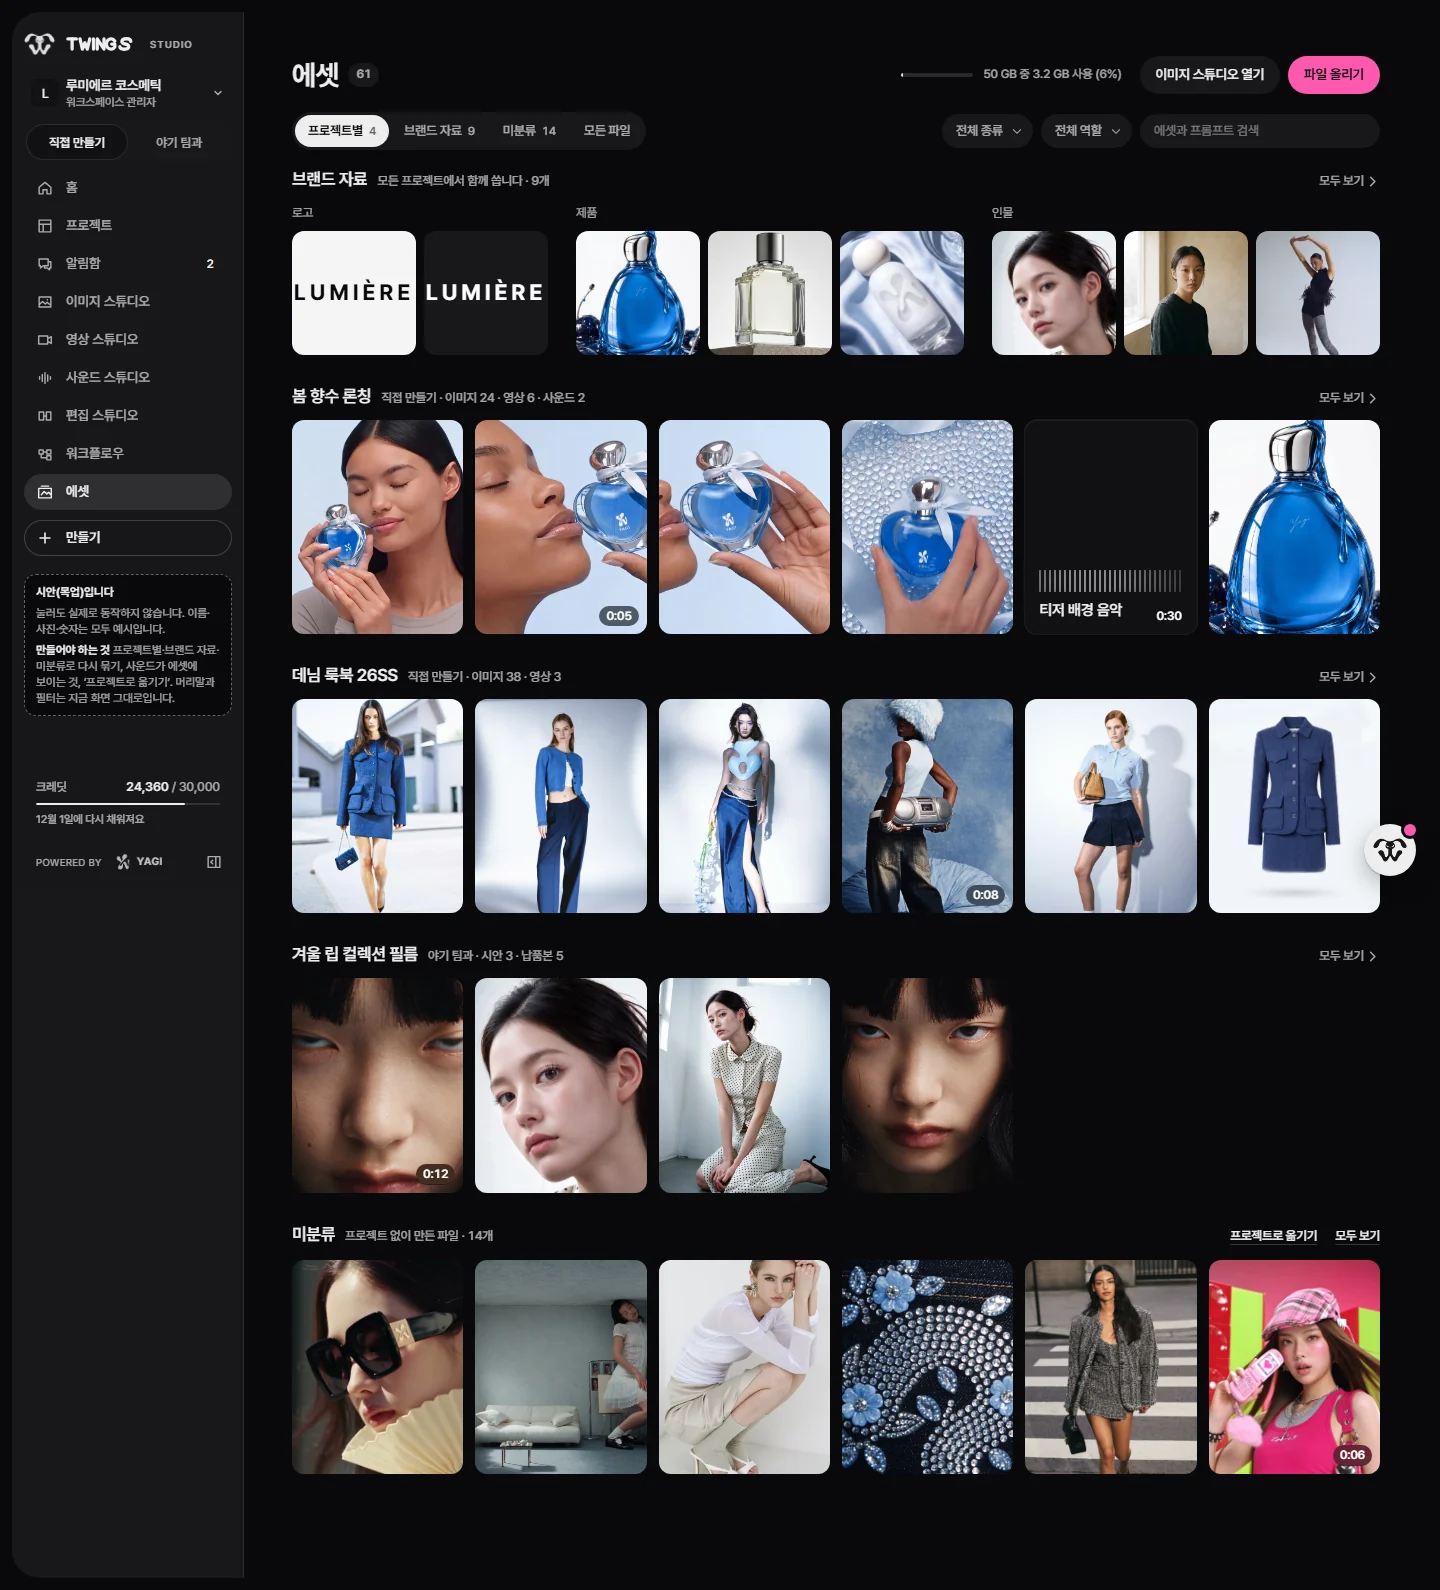 TWINGS STUDIO
L 루미에르 코스메틱
워크스페이스 관리자
직접 만들기 야기 팀과
홈
프로젝트
알림함 2
이미지 스튜디오
영상 스튜디오
사운드 스튜디오
편집 스튜디오
워크플로우
에셋
만들기
시안(목업)입니다
눌러도 실제로 동작하지 않습니다. 이름·
사진·숫자는 모두 예시입니다.
만들어야 하는 것 프로젝트별·브랜드 자료·
미분류로 다시 묶기, 사운드가 에셋에
보이는 것, '프로젝트로 옮기기'. 머리말과
필터는 지금 화면 그대로입니다.
크레딧 24,360 / 30,000
12월 1일에 다시 채워져요
POWERED BY YAGI
에셋 61
50 GB 중 3.2 GB 사용 (6%)
이미지 스튜디오 열기
파일 올리기
프로젝트별 4 브랜드 자료 9 미분류 14 모든 파일
전체 종류 전체 역할 에셋과 프롬프트 검색
브랜드 자료 모든 프로젝트에서 함께 씁니다 · 9개 모두 보기
로고 제품 인물
LUMIÈRE LUMIÈRE
봄 향수 론칭 직접 만들기 · 이미지 24 · 영상 6 · 사운드 2 모두 보기
0:05
티저 배경 음악 0:30
데님 룩북 26SS 직접 만들기 · 이미지 38 · 영상 3 모두 보기
0:08
겨울 립 컬렉션 필름 야기 팀과 · 시안 3 · 납품본 5 모두 보기
0:12
미분류 프로젝트 없이 만든 파일 · 14개 프로젝트로 옮기기 모두 보기
0:06